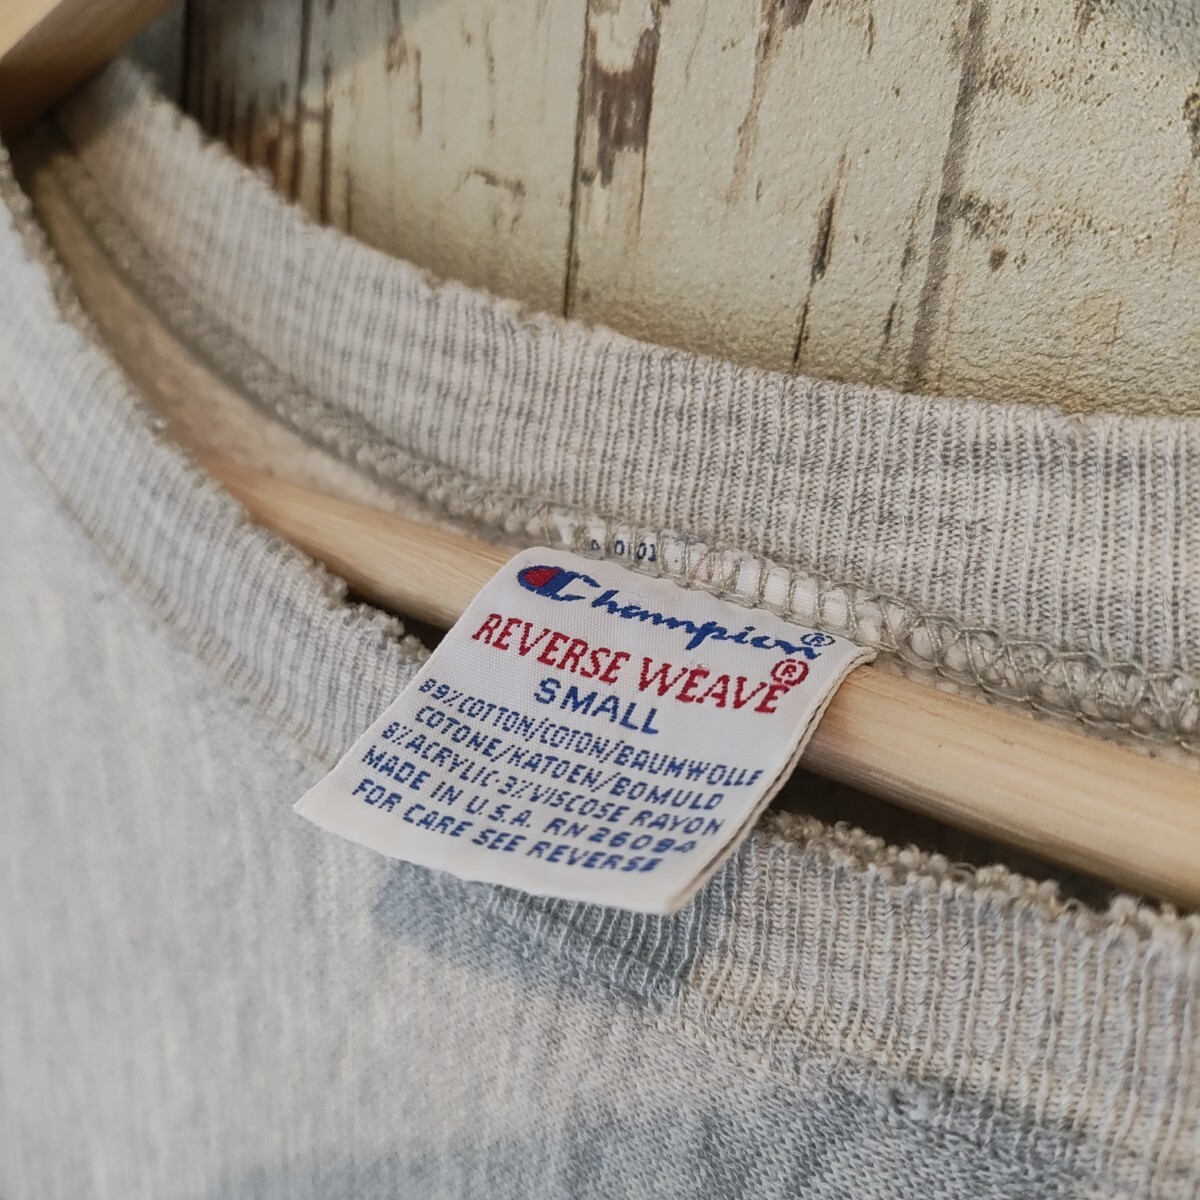 Champion®
REVERSE WEAVE®
SMALL
89%COTTON/COTON/BAUMWOLLE
COTONE/KATOEN/BOMULD
8%ACRYLIC-3%VISCOSE RAYON
MADE IN U.S.A. RN 26094
FOR CARE SEE REVERSE